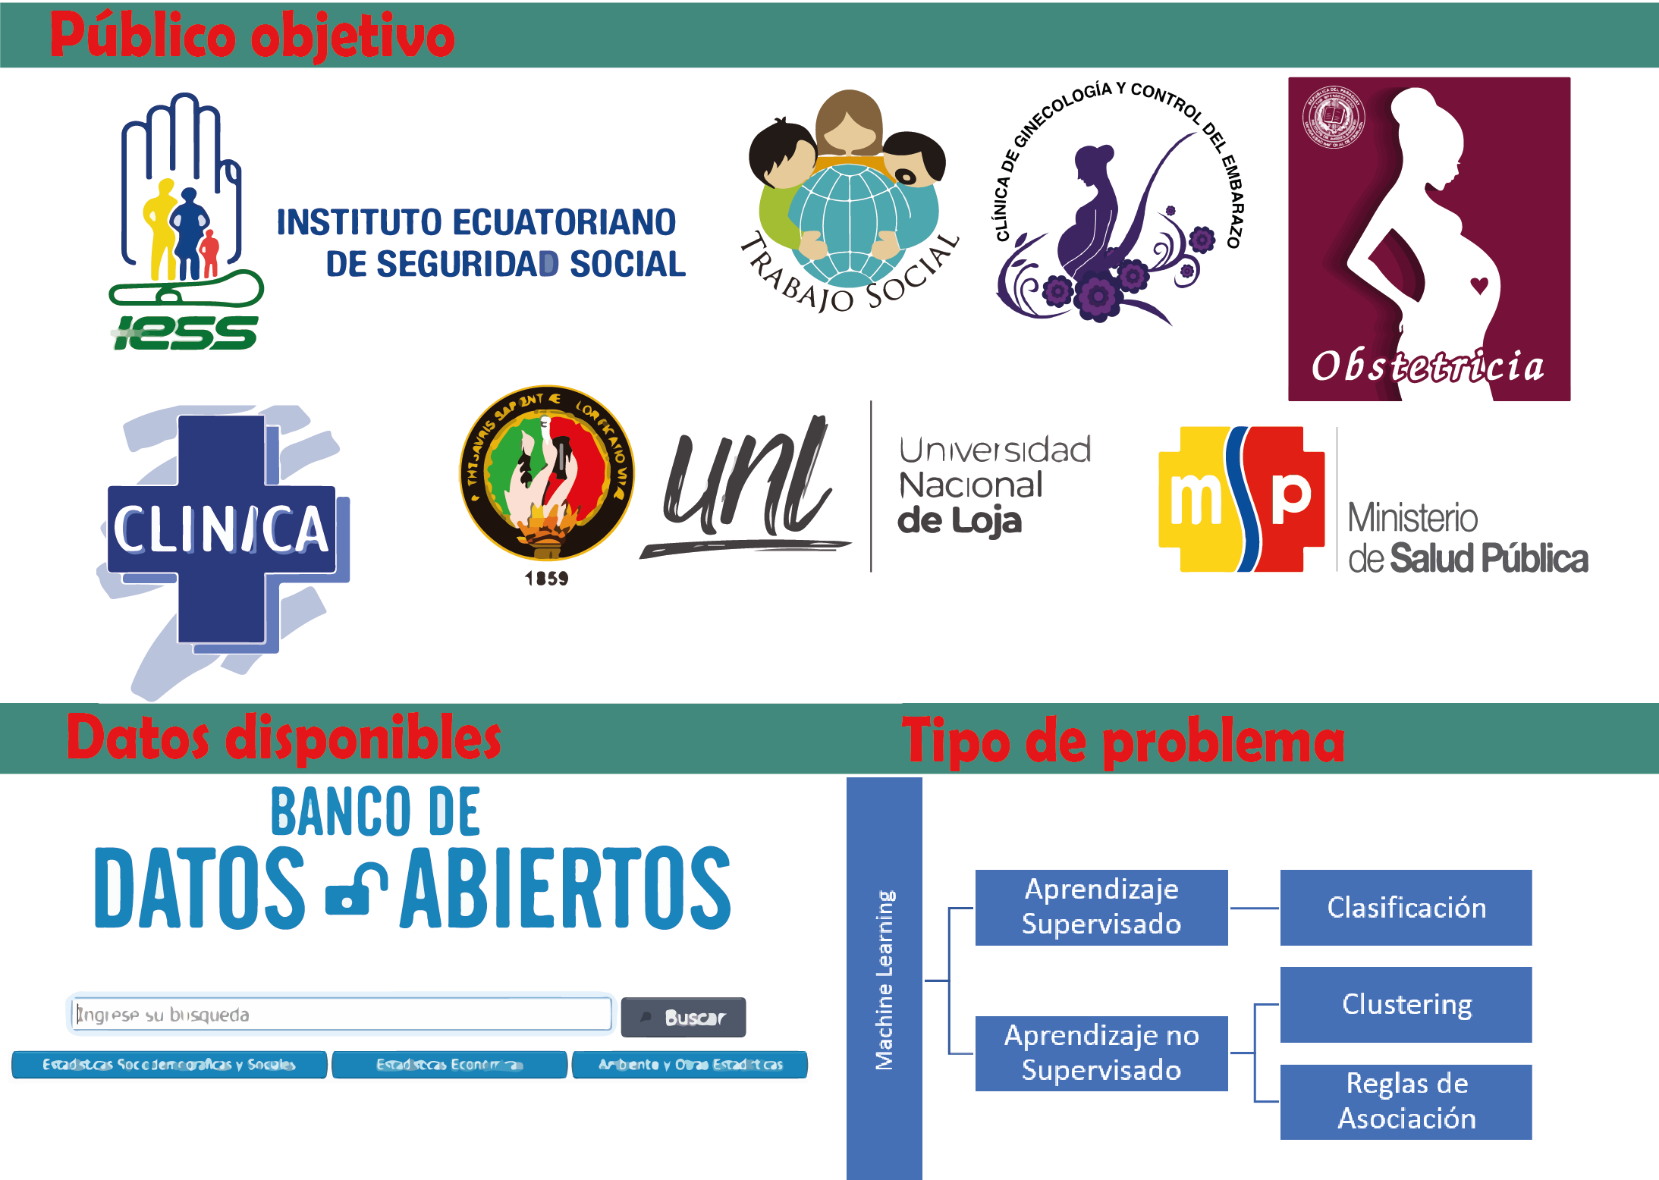 Público objetivo
INSTITUTO ECUATORIANO
DE SEGURIDAD SOCIAL
IESS
TRABAJO SOCIAL
CLÍNICA DE GINECOLOGÍA Y CONTROL DEL EMBARAZO
Obstetricia
CLINICA
1859
unl
Universidad
Nacional
de Loja
msp
Ministerio
de Salud Pública
Datos disponibles
Tipo de problema
BANCO DE
DATOS ABIERTOS
Ingrese su busqueda
Buscar
Estadísticas Sociodemográficas y Sociales
Estadísticas Económicas
Ambiente y Otras Estadísticas
Machine Learning
Aprendizaje
Supervisado
Clasificación
Aprendizaje no
Supervisado
Clustering
Reglas de
Asociación